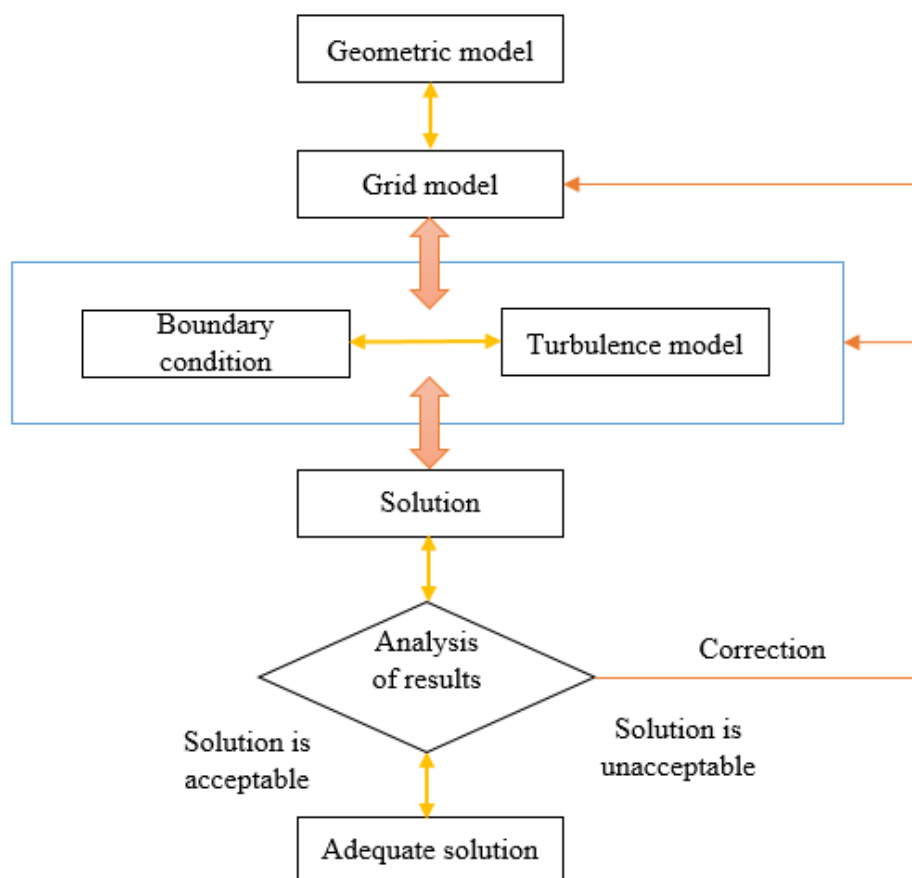 Geometric model
Grid model
Boundary
condition
Turbulence model
Solution
Analysis
of results
Correction
Solution is
acceptable
Solution is
unacceptable
Adequate solution